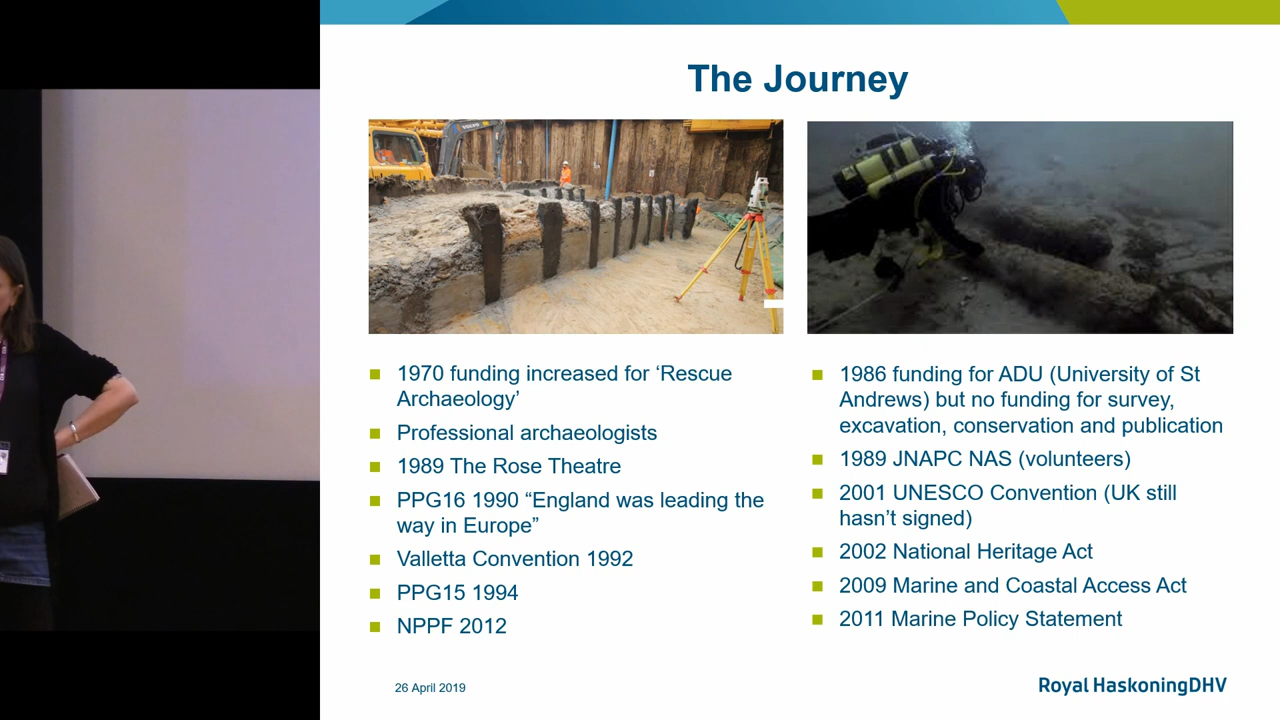 The Journey
1970 funding increased for ‘Rescue
Archaeology’
Professional archaeologists
1989 The Rose Theatre
PPG16 1990 “England was leading the
way in Europe”
Valletta Convention 1992
PPG15 1994
NPPF 2012
1986 funding for ADU (University of St
Andrews) but no funding for survey,
excavation, conservation and publication
1989 JNAPC NAS (volunteers)
2001 UNESCO Convention (UK still
hasn’t signed)
2002 National Heritage Act
2009 Marine and Coastal Access Act
2011 Marine Policy Statement
26 April 2019
Royal HaskoningDHV